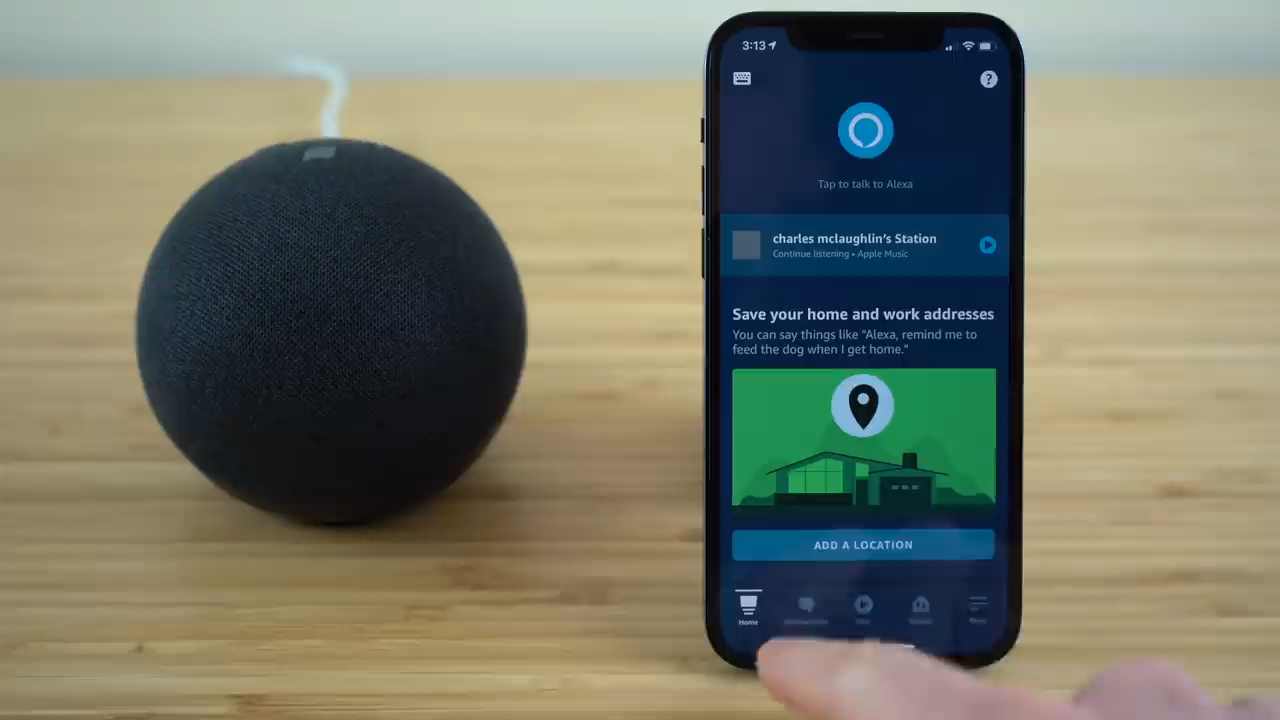 3:13
?
Tap to talk to Alexa
charles mclaughlin's Station
Continue listening • Apple Music
Save your home and work addresses
You can say things like "Alexa, remind me to
feed the dog when I get home."
ADD A LOCATION
Home